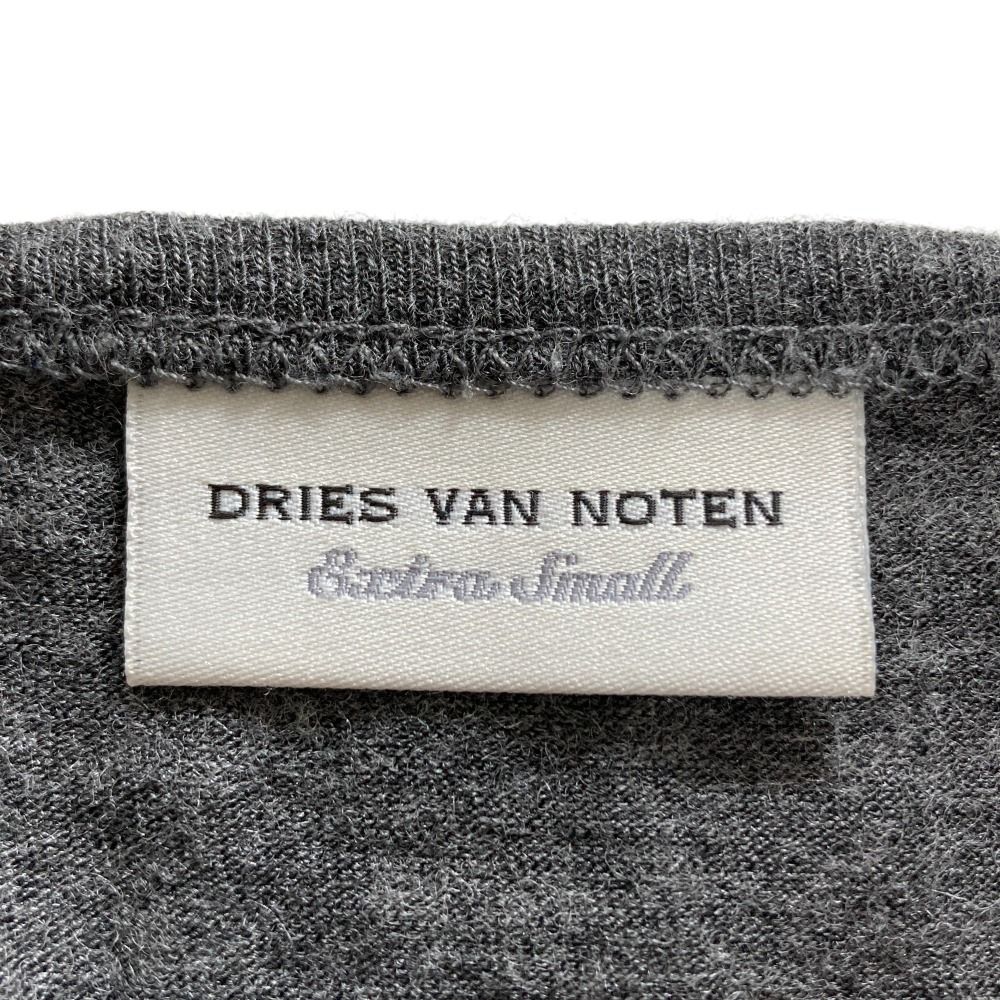 DRIES VAN NOTEN
Extra Small